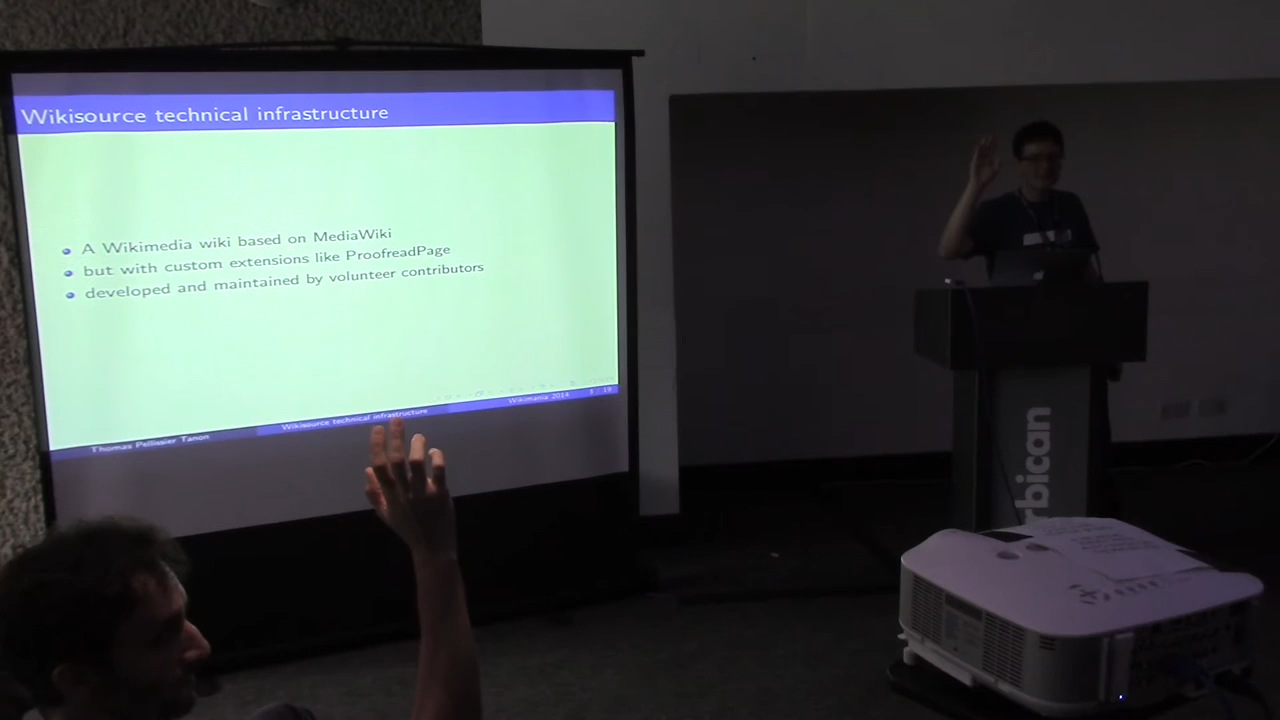 Wikisource technical infrastructure
A Wikimedia wiki based on MediaWiki
but with custom extensions like ProofreadPage
developed and maintained by volunteer contributors
Thomas Pellissier Tanon
Wikisource technical infrastructure
Wikimania 2014
rbican